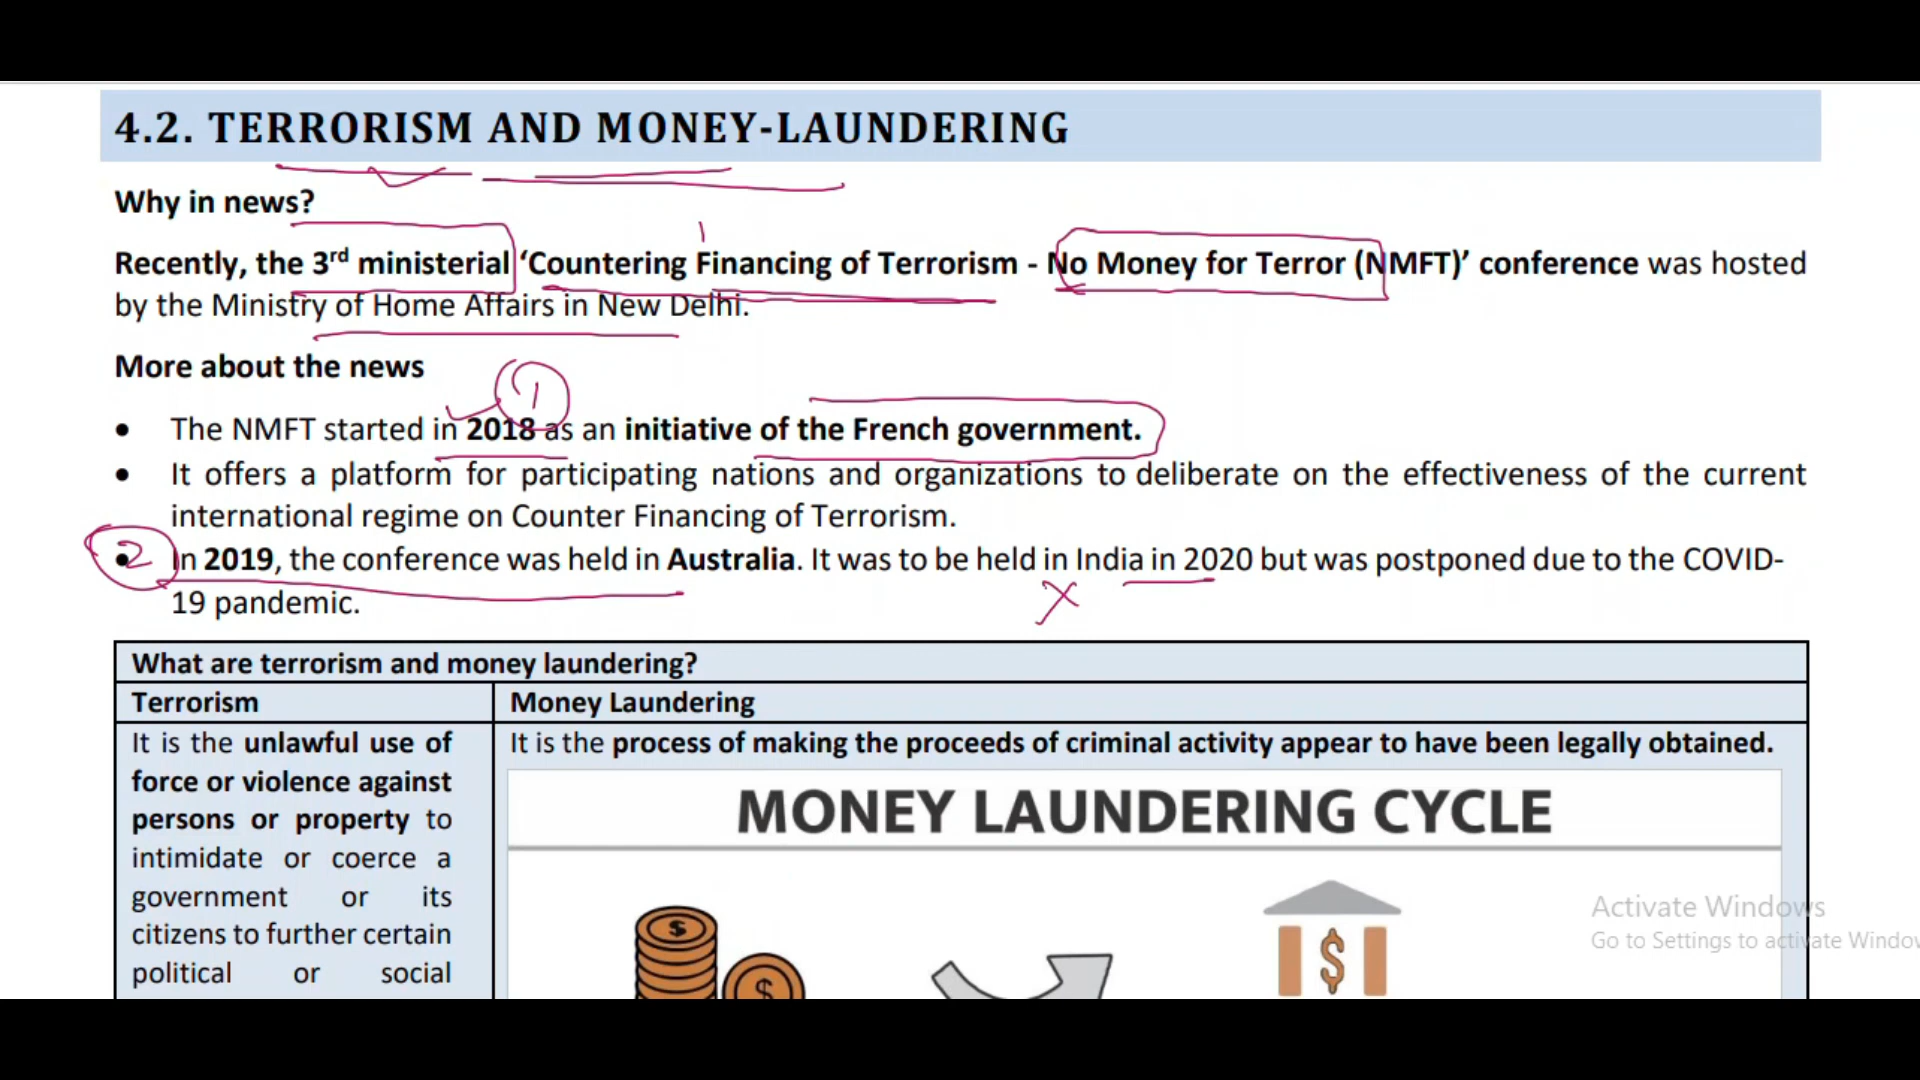 4.2. TERRORISM AND MONEY-LAUNDERING
Why in news?
Recently, the 3rd ministerial ‘Countering Financing of Terrorism - No Money for Terror (NMFT)’ conference was hosted
by the Ministry of Home Affairs in New Delhi.
More about the news
1
• The NMFT started in 2018 as an initiative of the French government.
• It offers a platform for participating nations and organizations to deliberate on the effectiveness of the current
international regime on Counter Financing of Terrorism.
2
• In 2019, the conference was held in Australia. It was to be held in India in 2020 but was postponed due to the COVID-
19 pandemic.
What are terrorism and money laundering?
Terrorism
It is the unlawful use of
force or violence against
persons or property to
intimidate or coerce a
government or its
citizens to further certain
political or social
Money Laundering
It is the process of making the proceeds of criminal activity appear to have been legally obtained.
MONEY LAUNDERING CYCLE
$
$
$
Activate Windows
Go to Settings to activate Window